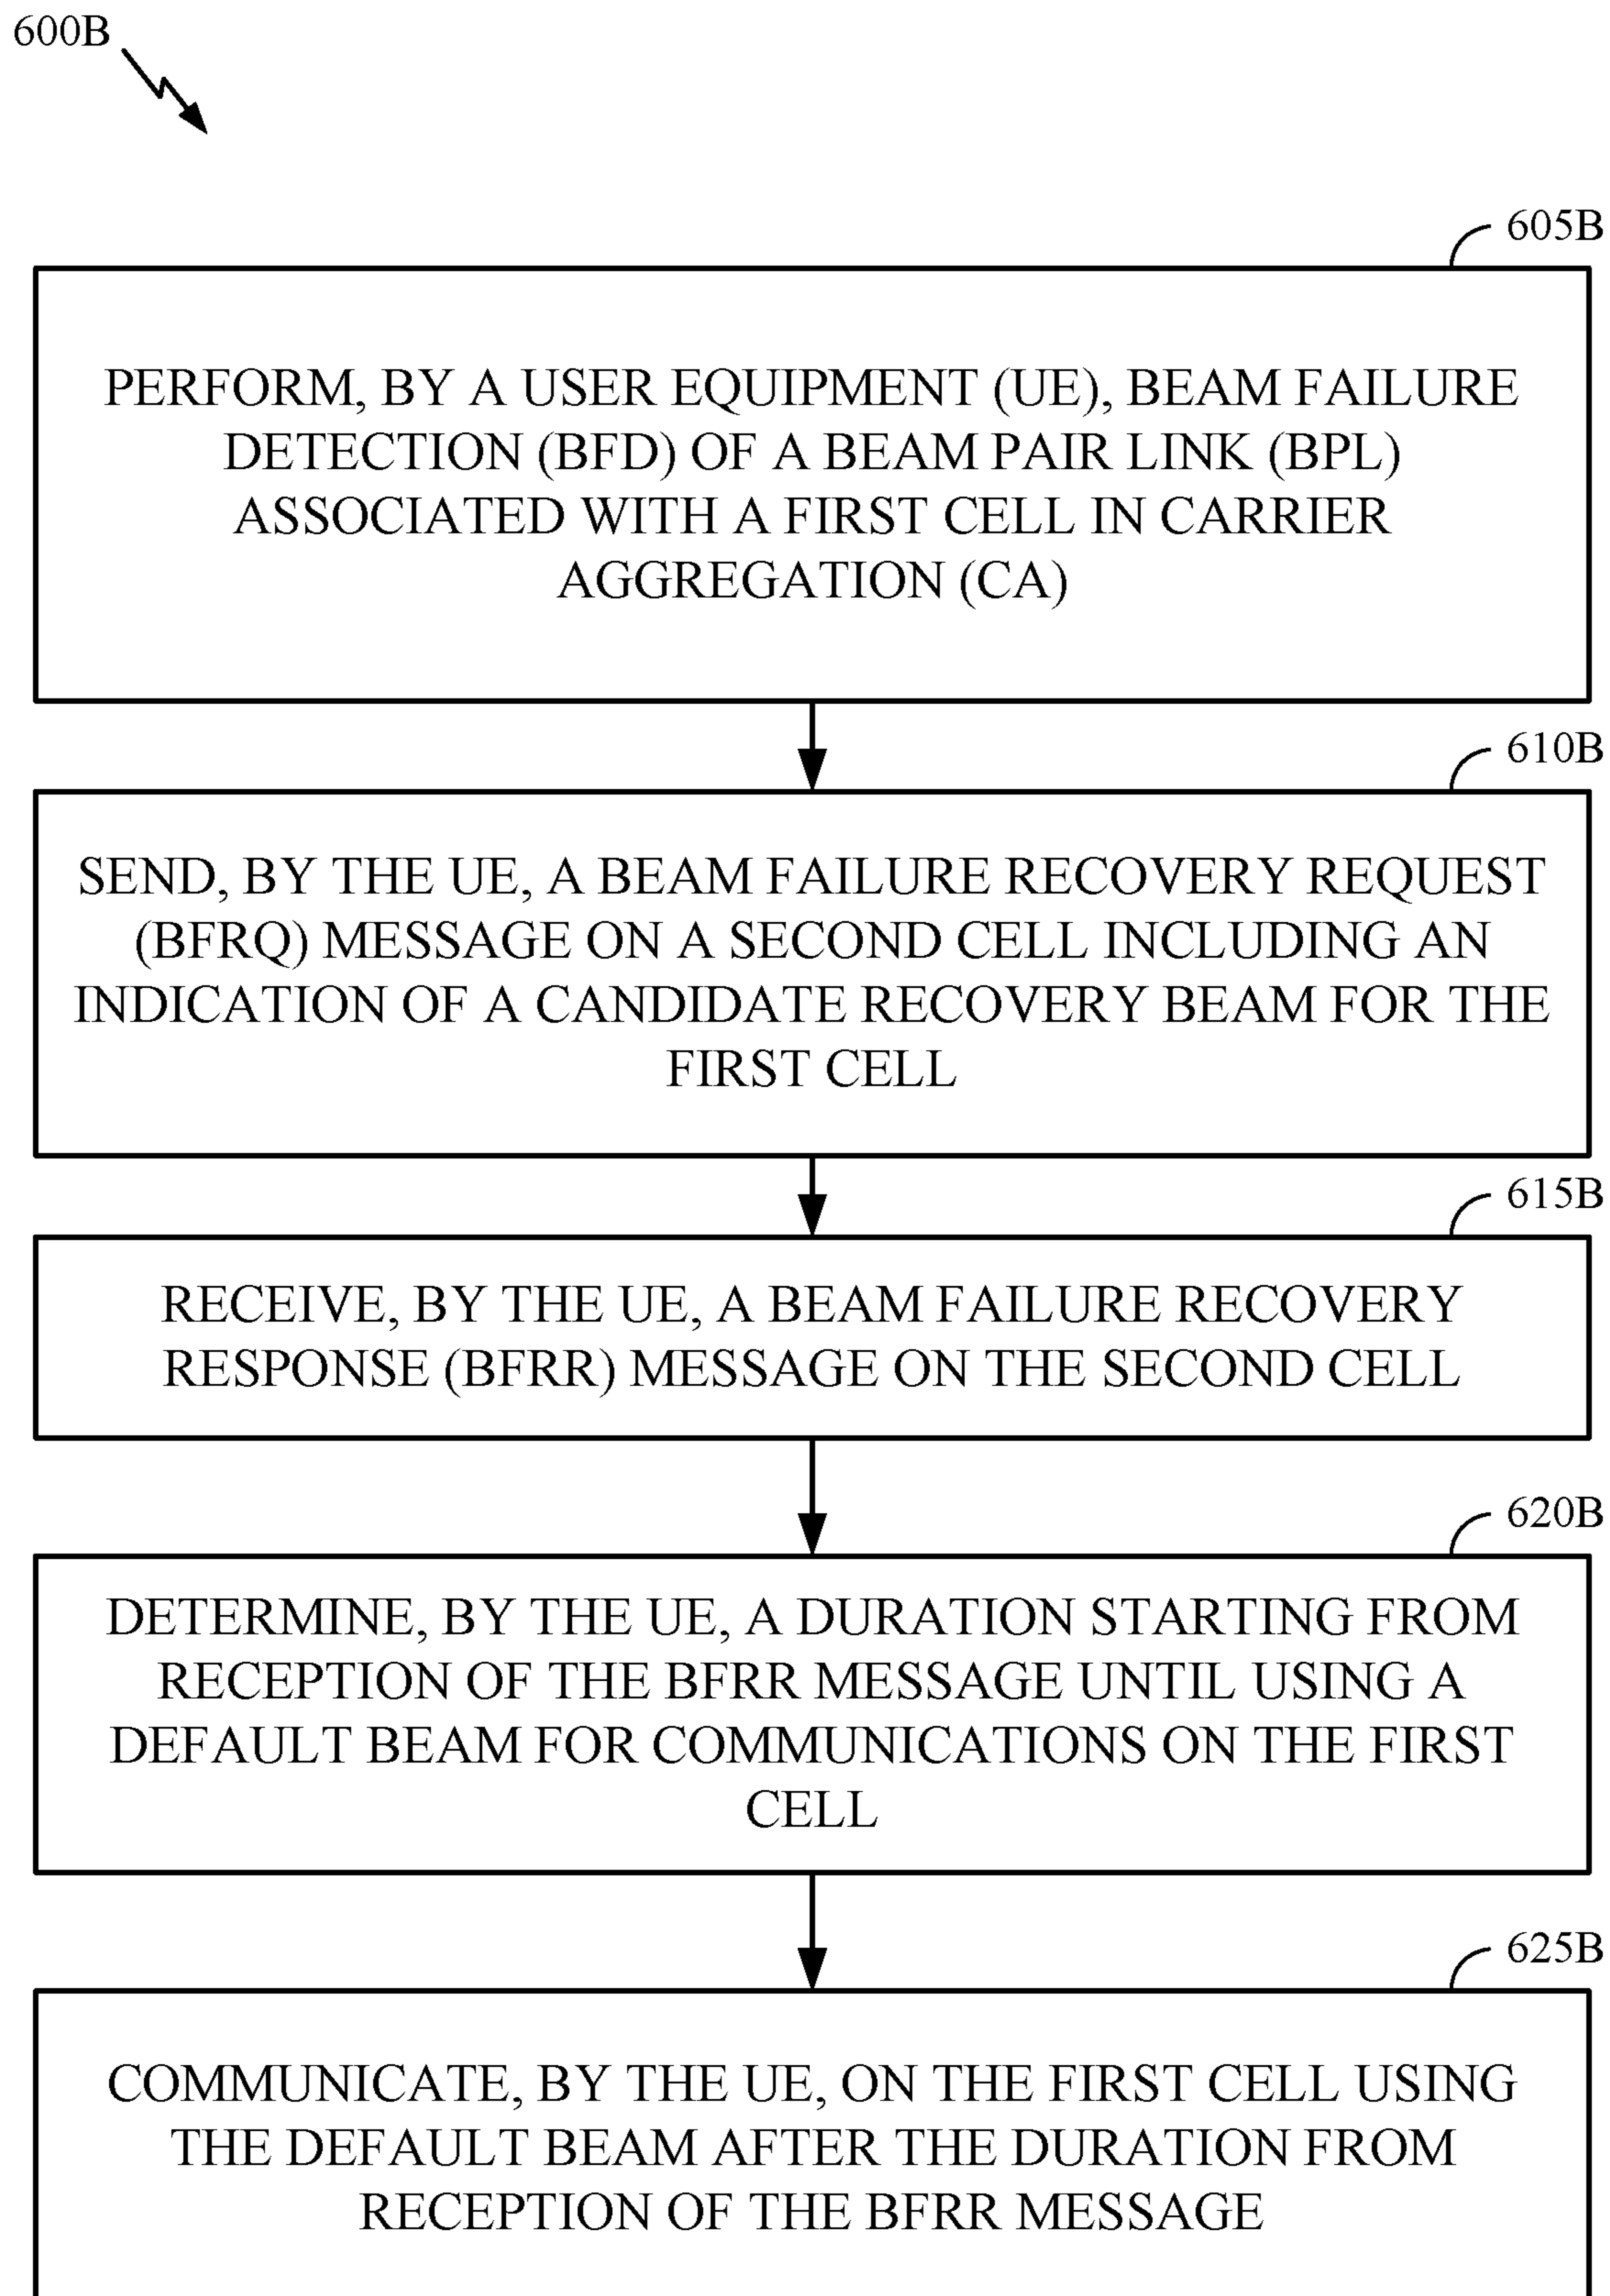 600B
605B
PERFORM, BY A USER EQUIPMENT (UE), BEAM FAILURE
DETECTION (BFD) OF A BEAM PAIR LINK (BPL)
ASSOCIATED WITH A FIRST CELL IN CARRIER
AGGREGATION (CA)
610B
SEND, BY THE UE, A BEAM FAILURE RECOVERY REQUEST
(BFRQ) MESSAGE ON A SECOND CELL INCLUDING AN
INDICATION OF A CANDIDATE RECOVERY BEAM FOR THE
FIRST CELL
615B
RECEIVE, BY THE UE, A BEAM FAILURE RECOVERY
RESPONSE (BFRR) MESSAGE ON THE SECOND CELL
620B
DETERMINE, BY THE UE, A DURATION STARTING FROM
RECEPTION OF THE BFRR MESSAGE UNTIL USING A
DEFAULT BEAM FOR COMMUNICATIONS ON THE FIRST
CELL
625B
COMMUNICATE, BY THE UE, ON THE FIRST CELL USING
THE DEFAULT BEAM AFTER THE DURATION FROM
RECEPTION OF THE BFRR MESSAGE